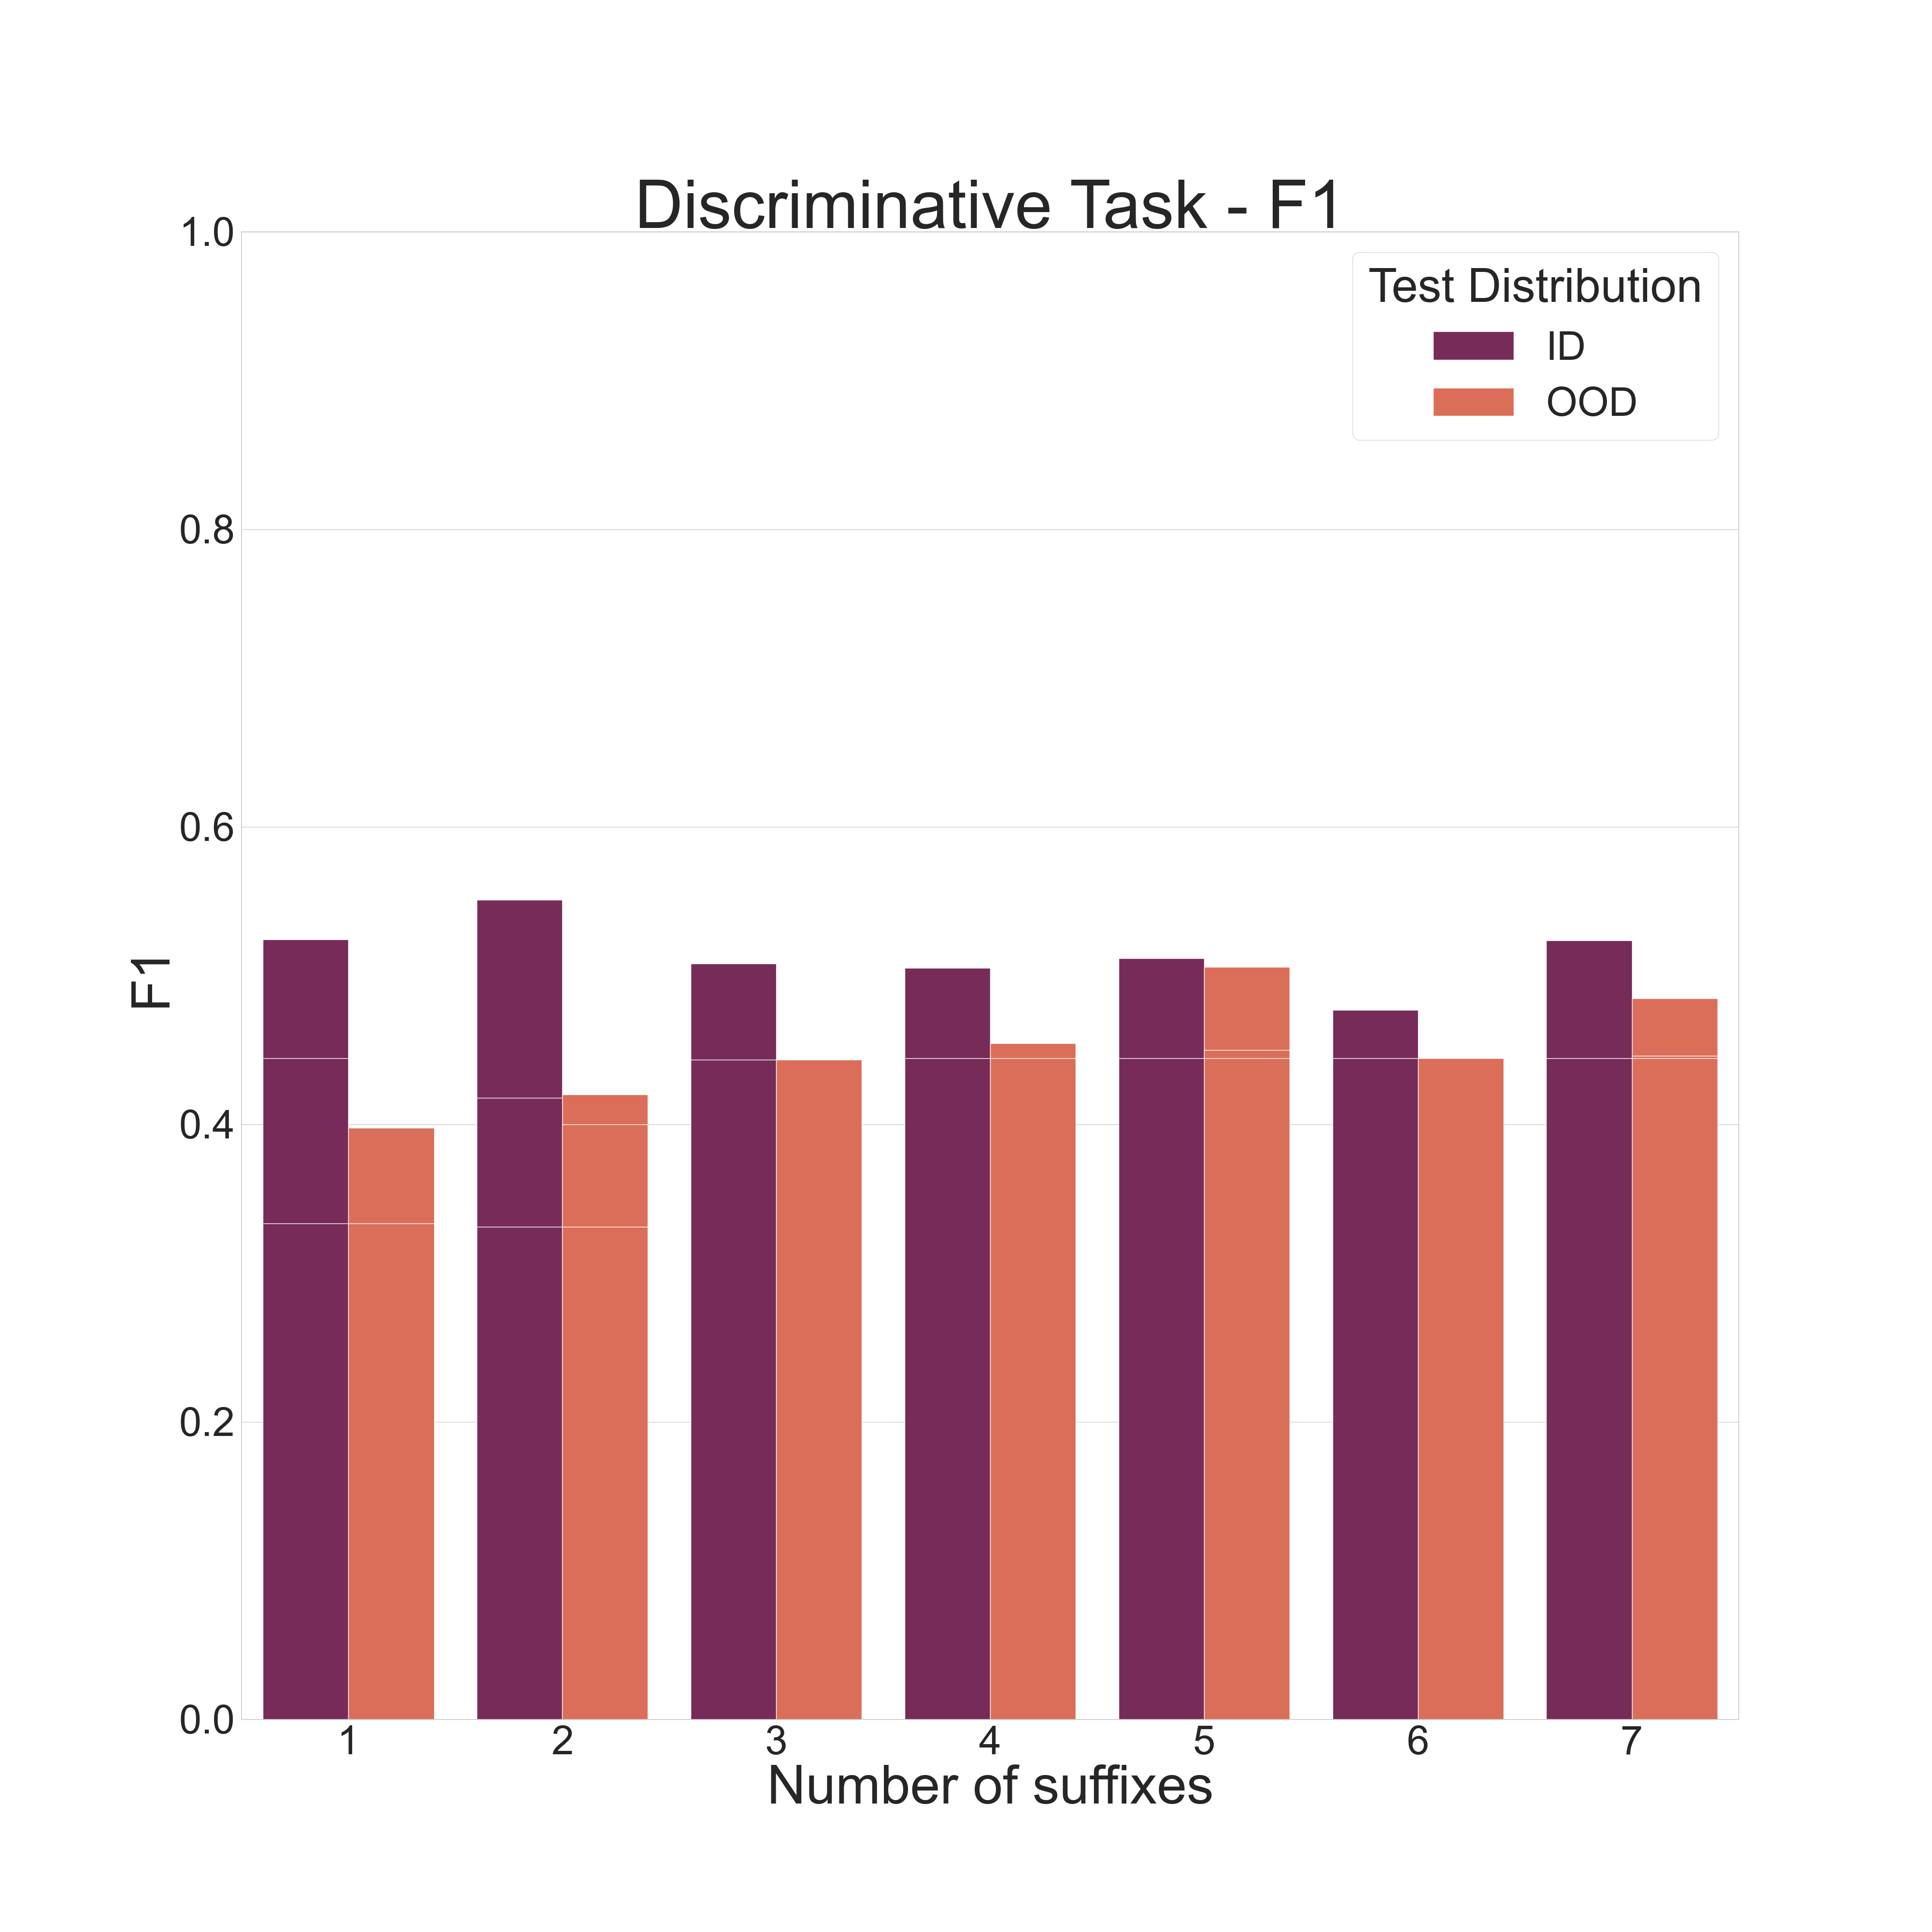 Discriminative Task - F1
1.0
0.8
0.6
0.4
0.2
0.0
F1
Test Distribution
ID
OOD
1 2 3 4 5 6 7
Number of suffixes